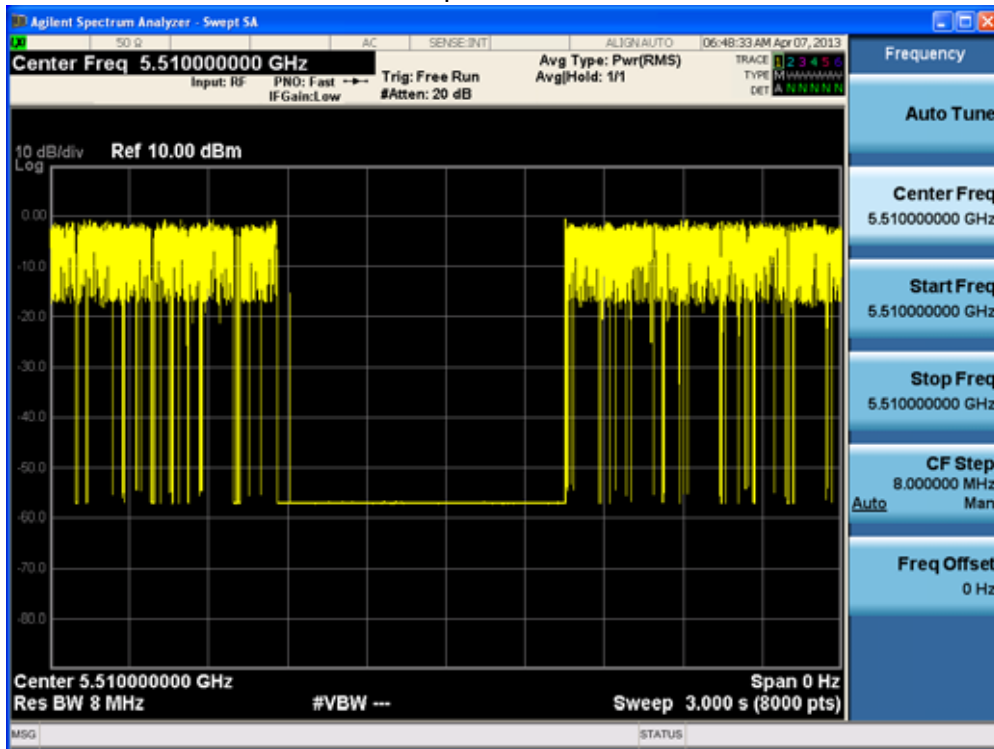 Agilent Spectrum Analyzer - Swept SA
50 Ω AC SENSE:INT ALIGNAUTO 06:48:33 AM Apr 07, 2013
Center Freq 5.510000000 GHz
Input: RF PNO: Fast IFGain:Low
Trig: Free Run
#Atten: 20 dB
Avg Type: Pwr(RMS)
Avg|Hold: 1/1
TRACE 1 2 3 4 5 6
TYPE M WWWWW
DET A N N N N N
10 dB/div Ref 10.00 dBm
Log
0.00
-10.0
-20.0
-30.0
-40.0
-50.0
-60.0
-70.0
-80.0
Center 5.510000000 GHz Span 0 Hz
Res BW 8 MHz #VBW --- Sweep 3.000 s (8000 pts)
MSG STATUS
Frequency
Auto Tune
Center Freq
5.510000000 GHz
Start Freq
5.510000000 GHz
Stop Freq
5.510000000 GHz
CF Step
8.000000 MHz
Auto Man
Freq Offset
0 Hz